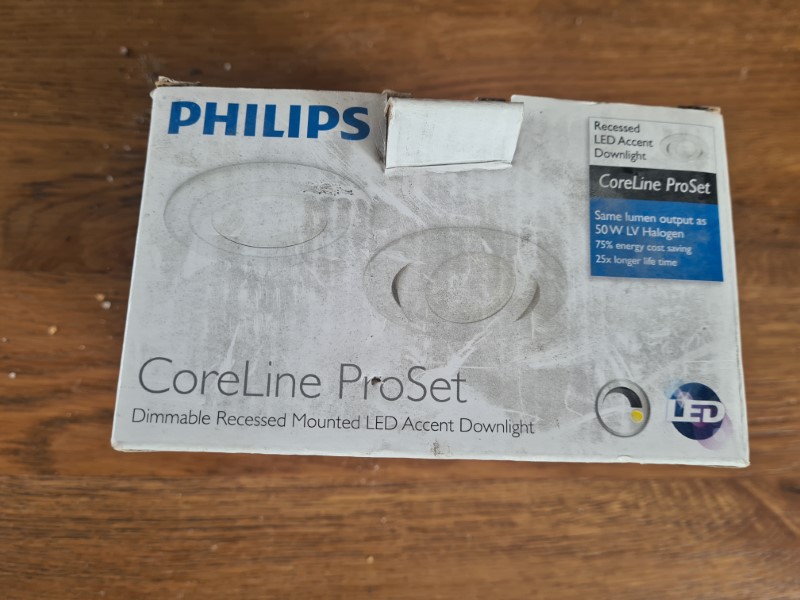 PHILIPS
Recessed
LED Accent
Downlight
CoreLine ProSet
Same lumen output as
50W LV Halogen
75% energy cost saving
25x longer life time
CoreLine ProSet
Dimmable Recessed Mounted LED Accent Downlight
LED